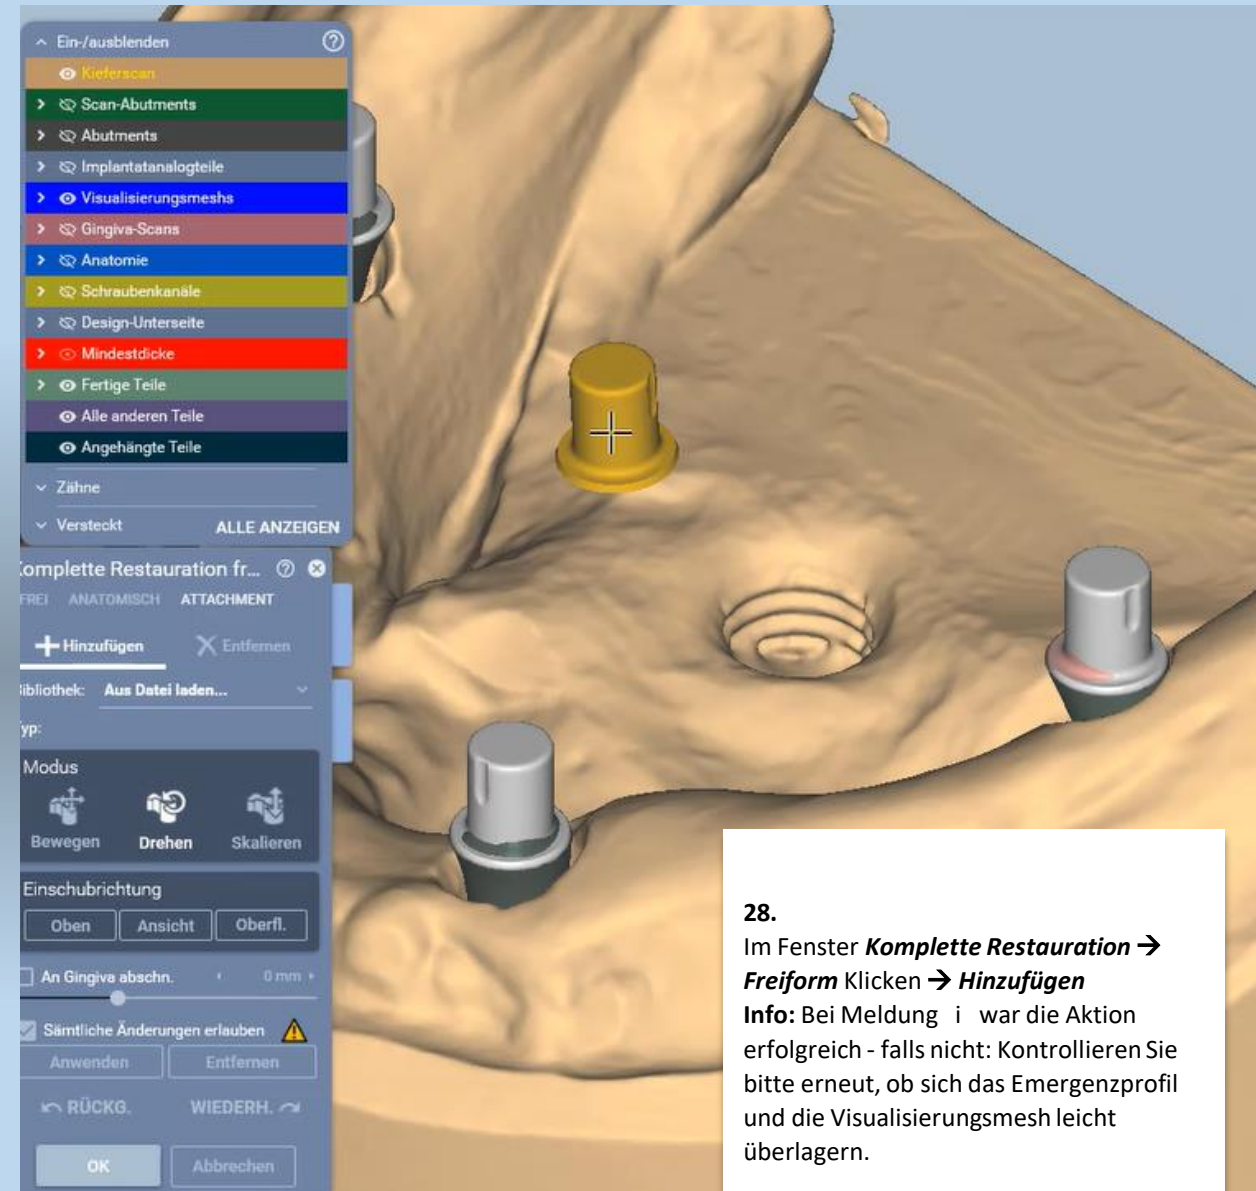 Ein-/ausblenden
Kieferscan
Scan-Abutments
Abutments
Implantatanalogteile
Visualisierungsmeshs
Gingiva-Scans
Anatomie
Schraubenkanäle
Design-Unterseite
Mindestdicke
Fertige Teile
Alle anderen Teile
Angehängte Teile
Zähne
Versteckt ALLE ANZEIGEN
omplette Restauration fr...
FREI ANATOMISCH ATTACHMENT
Hinzufügen Entfernen
ibliothek: Aus Datei laden...
yp:
Modus
Bewegen Drehen Skalieren
Einschubrichtung
Oben Ansicht Oberfl.
An Gingiva abschn. 0 mm
Sämtliche Änderungen erlauben
Anwenden Entfernen
RÜCKG. WIEDERH.
OK Abbrechen
28.
Im Fenster Komplette Restauration →
Freiform Klicken → Hinzufügen
Info: Bei Meldung i war die Aktion
erfolgreich - falls nicht: Kontrollieren Sie
bitte erneut, ob sich das Emergenzprofil
und die Visualisierungsmesh leicht
überlagern.